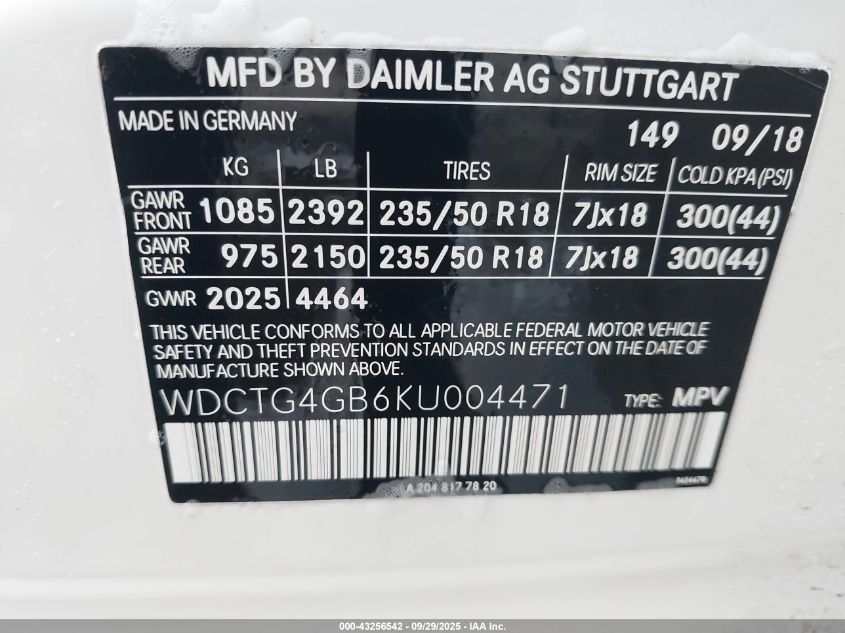 MFD BY DAIMLER AG STUTTGART
MADE IN GERMANY 149 09/18
KG LB TIRES RIM SIZE COLD KPA(PSI)
GAWR FRONT 1085 2392 235/50 R18 7Jx18 300(44)
GAWR REAR 975 2150 235/50 R18 7Jx18 300(44)
GVWR 2025 4464
THIS VEHICLE CONFORMS TO ALL APPLICABLE FEDERAL MOTOR VEHICLE
SAFETY AND THEFT PREVENTION STANDARDS IN EFFECT ON THE DATE OF
MANUFACTURE SHOWN ABOVE.
WDCTG4GB6KU004471 TYPE: MPV
A 204 817 78 20
000-43256542 - 09/29/2025 - IAA Inc.